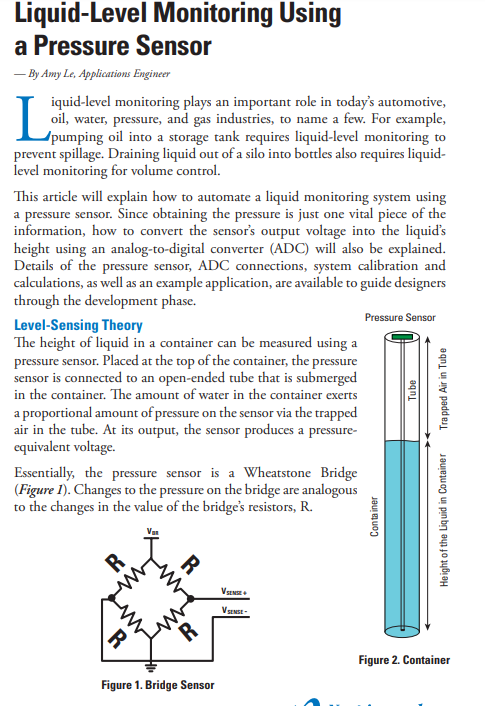 Liquid-Level Monitoring Using
a Pressure Sensor
— By Amy Le, Applications Engineer
Liquid-level monitoring plays an important role in today's automotive,
oil, water, pressure, and gas industries, to name a few. For example,
pumping oil into a storage tank requires liquid-level monitoring to
prevent spillage. Draining liquid out of a silo into bottles also requires liquid-
level monitoring for volume control.
This article will explain how to automate a liquid monitoring system using
a pressure sensor. Since obtaining the pressure is just one vital piece of the
information, how to convert the sensor's output voltage into the liquid's
height using an analog-to-digital converter (ADC) will also be explained.
Details of the pressure sensor, ADC connections, system calibration and
calculations, as well as an example application, are available to guide designers
through the development phase.
Level-Sensing Theory
The height of liquid in a container can be measured using a
pressure sensor. Placed at the top of the container, the pressure
sensor is connected to an open-ended tube that is submerged
in the container. The amount of water in the container exerts
a proportional amount of pressure on the sensor via the trapped
air in the tube. At its output, the sensor produces a pressure-
equivalent voltage.
Essentially, the pressure sensor is a Wheatstone Bridge
(Figure 1). Changes to the pressure on the bridge are analogous
to the changes in the value of the bridge's resistors, R.
VDR
R
R
VSENSE+
VSENSE-
R
R
Figure 1. Bridge Sensor
Pressure Sensor
Tube
Trapped Air in Tube
Container
Height of the Liquid in Container
Figure 2. Container